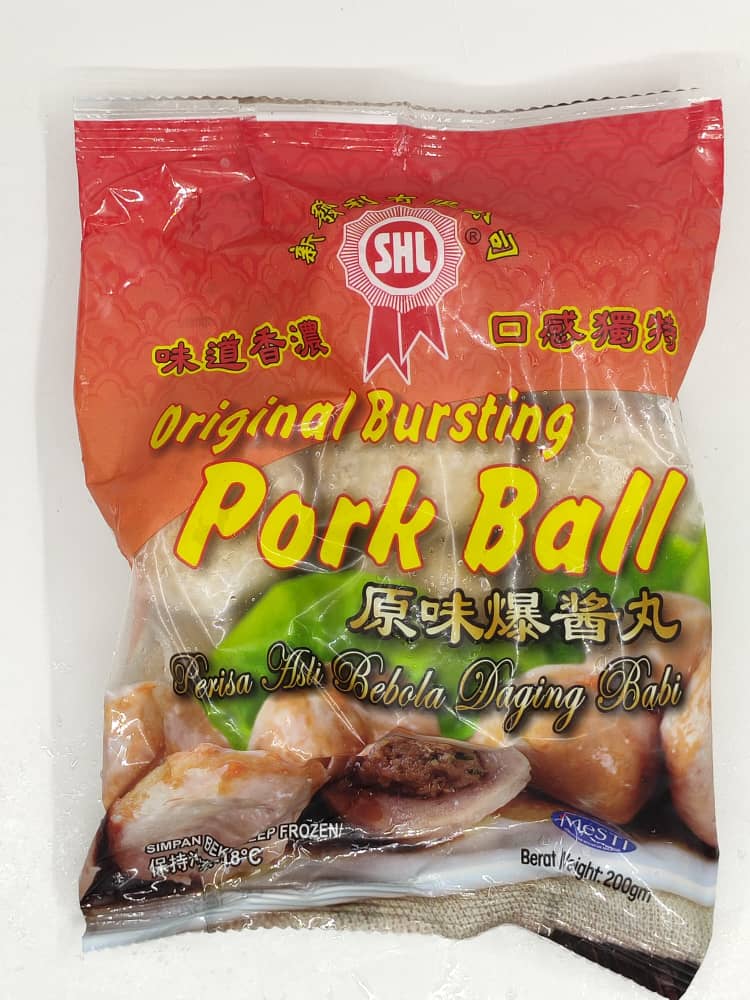 新發利有限公司
SHL
®
味道香濃
口感獨特
Original Bursting
Pork Ball
原味爆酱丸
Perisa Asli Bebola Daging Babi
SIMPAN BEKU KEEP FROZEN/
保持冷 -18°C
MeSTI
Berat Weight: 200gm